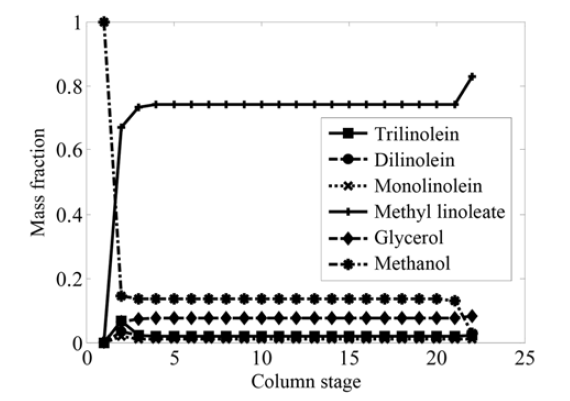 1
0.8
0.6
0.4
0.2
0
Mass fraction
Trilinolein
Dilinolein
Monolinolein
Methyl linoleate
Glycerol
Methanol
0 5 10 15 20 25
Column stage